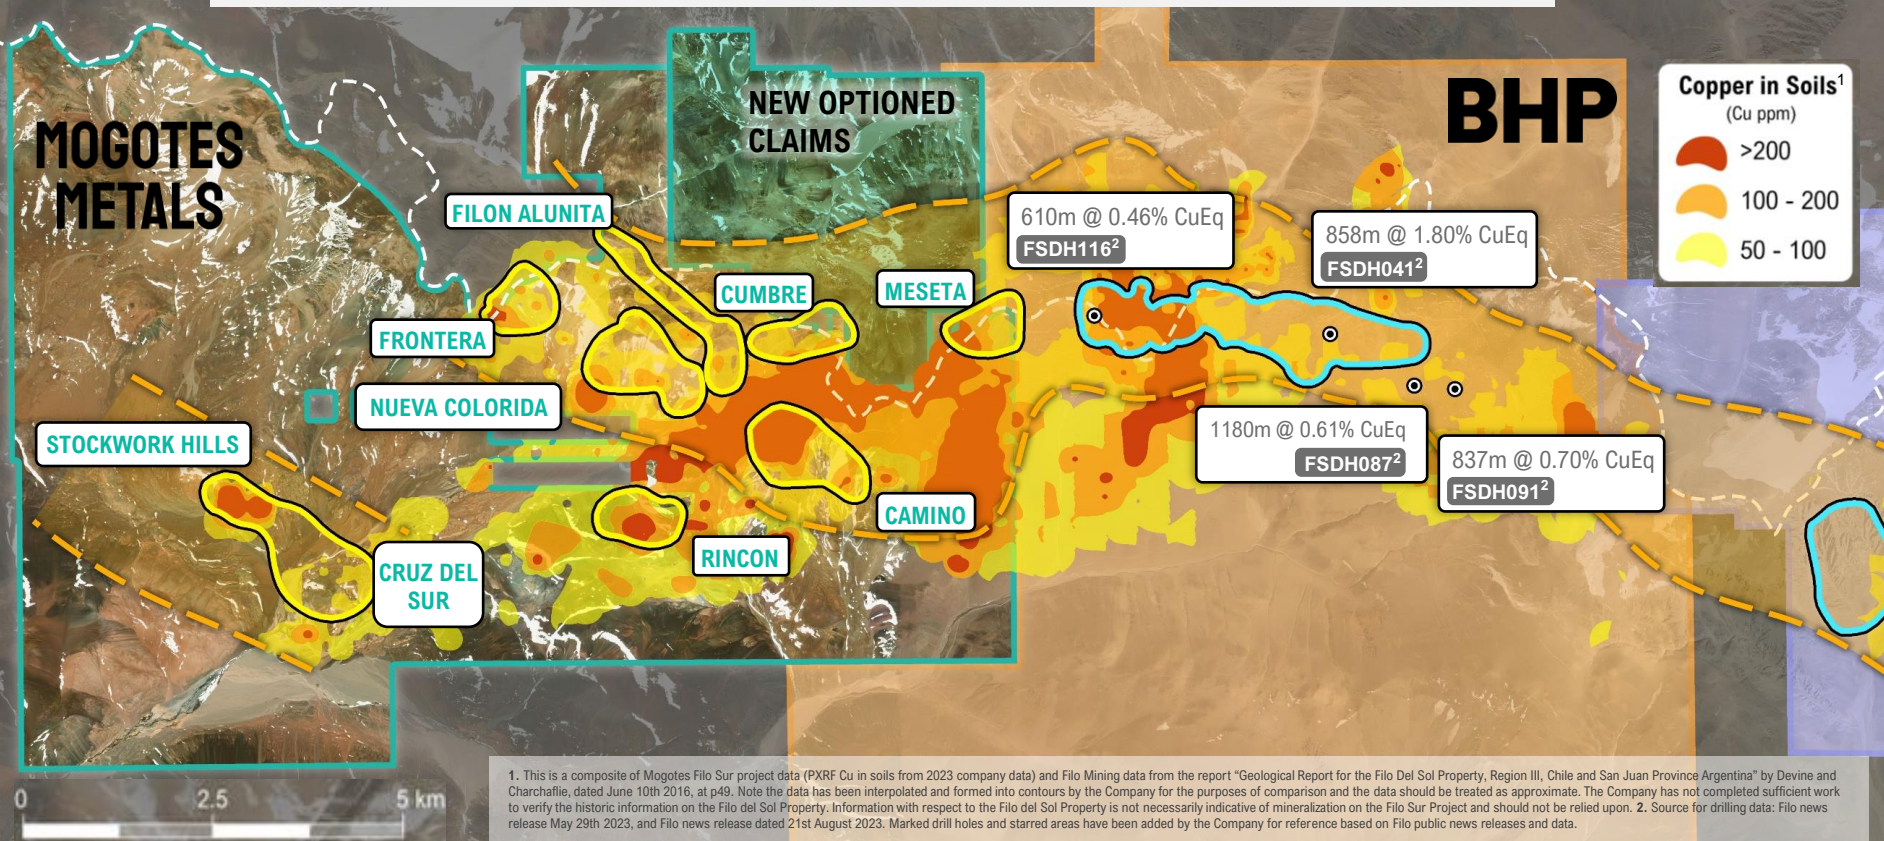 MOGOTES
METALS
NEW OPTIONED
CLAIMS
BHP
Copper in Soils1
(Cu ppm)
>200
100 - 200
50 - 100
FILON ALUNITA
610m @ 0.46% CuEq
FSDH116²
858m @ 1.80% CuEq
FSDH041²
CUMBRE
MESETA
FRONTERA
NUEVA COLORIDA
STOCKWORK HILLS
1180m @ 0.61% CuEq
FSDH087²
837m @ 0.70% CuEq
FSDH091²
CAMINO
RINCON
CRUZ DEL
SUR
0 2.5 5 km
1. This is a composite of Mogotes Filo Sur project data (PXRF Cu in soils from 2023 company data) and Filo Mining data from the report “Geological Report for the Filo Del Sol Property, Region III, Chile and San Juan Province Argentina” by Devine and
Charchaflie, dated June 10th 2016, at p49. Note the data has been interpolated and formed into contours by the Company for the purposes of comparison and the data should be treated as approximate. The Company has not completed sufficient work
to verify the historic information on the Filo del Sol Property. Information with respect to the Filo del Sol Property is not necessarily indicative of mineralization on the Filo Sur Project and should not be relied upon. 2. Source for drilling data: Filo news
release May 29th 2023, and Filo news release dated 21st August 2023. Marked drill holes and starred areas have been added by the Company for reference based on Filo public news releases and data.